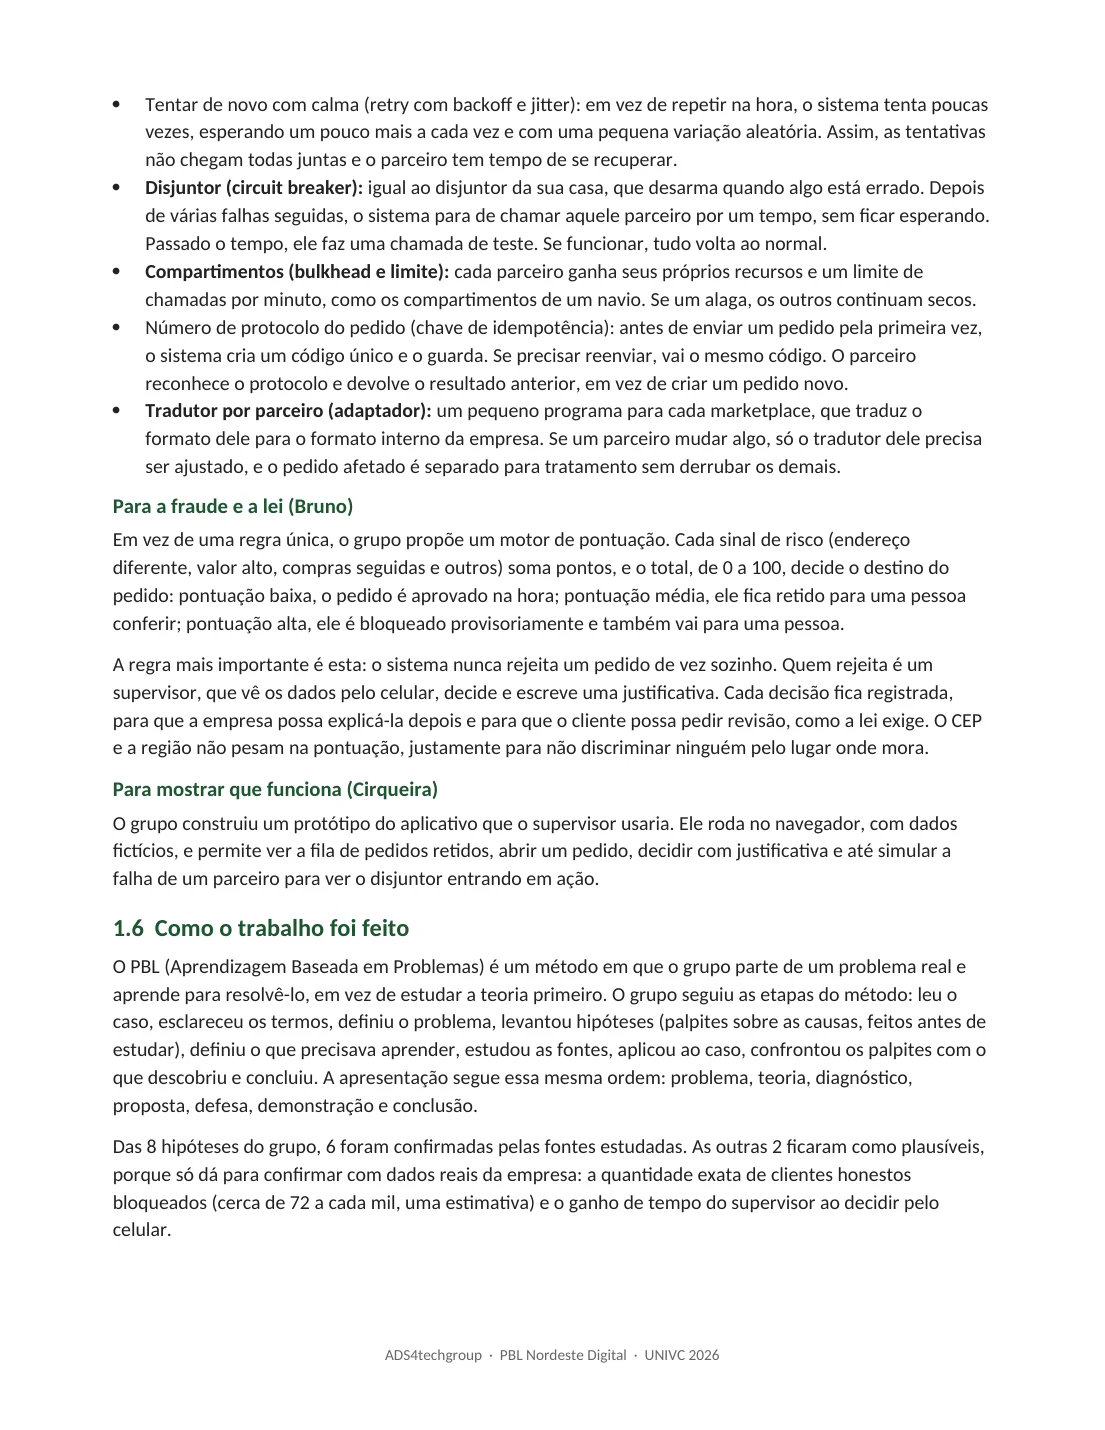 • Tentar de novo com calma (retry com backoff e jitter): em vez de repetir na hora, o sistema tenta poucas
vezes, esperando um pouco mais a cada vez e com uma pequena variação aleatória. Assim, as tentativas
não chegam todas juntas e o parceiro tem tempo de se recuperar.
• Disjuntor (circuit breaker): igual ao disjuntor da sua casa, que desarma quando algo está errado. Depois
de várias falhas seguidas, o sistema para de chamar aquele parceiro por um tempo, sem ficar esperando.
Passado o tempo, ele faz uma chamada de teste. Se funcionar, tudo volta ao normal.
• Compartimentos (bulkhead e limite): cada parceiro ganha seus próprios recursos e um limite de
chamadas por minuto, como os compartimentos de um navio. Se um alaga, os outros continuam secos.
• Número de protocolo do pedido (chave de idempotência): antes de enviar um pedido pela primeira vez,
o sistema cria um código único e o guarda. Se precisar reenviar, vai o mesmo código. O parceiro
reconhece o protocolo e devolve o resultado anterior, em vez de criar um pedido novo.
• Tradutor por parceiro (adaptador): um pequeno programa para cada marketplace, que traduz o
formato dele para o formato interno da empresa. Se um parceiro mudar algo, só o tradutor dele precisa
ser ajustado, e o pedido afetado é separado para tratamento sem derrubar os demais.
Para a fraude e a lei (Bruno)
Em vez de uma regra única, o grupo propõe um motor de pontuação. Cada sinal de risco (endereço
diferente, valor alto, compras seguidas e outros) soma pontos, e o total, de 0 a 100, decide o destino do
pedido: pontuação baixa, o pedido é aprovado na hora; pontuação média, ele fica retido para uma pessoa
conferir; pontuação alta, ele é bloqueado provisoriamente e também vai para uma pessoa.
A regra mais importante é esta: o sistema nunca rejeita um pedido de vez sozinho. Quem rejeita é um
supervisor, que vê os dados pelo celular, decide e escreve uma justificativa. Cada decisão fica registrada,
para que a empresa possa explicá-la depois e para que o cliente possa pedir revisão, como a lei exige. O CEP
e a região não pesam na pontuação, justamente para não discriminar ninguém pelo lugar onde mora.
Para mostrar que funciona (Cirqueira)
O grupo construiu um protótipo do aplicativo que o supervisor usaria. Ele roda no navegador, com dados
fictícios, e permite ver a fila de pedidos retidos, abrir um pedido, decidir com justificativa e até simular a
falha de um parceiro para ver o disjuntor entrando em ação.
1.6 Como o trabalho foi feito
O PBL (Aprendizagem Baseada em Problemas) é um método em que o grupo parte de um problema real e
aprende para resolvê-lo, em vez de estudar a teoria primeiro. O grupo seguiu as etapas do método: leu o
caso, esclareceu os termos, definiu o problema, levantou hipóteses (palpites sobre as causas, feitos antes de
estudar), definiu o que precisava aprender, estudou as fontes, aplicou ao caso, confrontou os palpites com o
que descobriu e concluiu. A apresentação segue essa mesma ordem: problema, teoria, diagnóstico,
proposta, defesa, demonstração e conclusão.
Das 8 hipóteses do grupo, 6 foram confirmadas pelas fontes estudadas. As outras 2 ficaram como plausíveis,
porque só dá para confirmar com dados reais da empresa: a quantidade exata de clientes honestos
bloqueados (cerca de 72 a cada mil, uma estimativa) e o ganho de tempo do supervisor ao decidir pelo
celular.
ADS4techgroup · PBL Nordeste Digital · UNIVC 2026